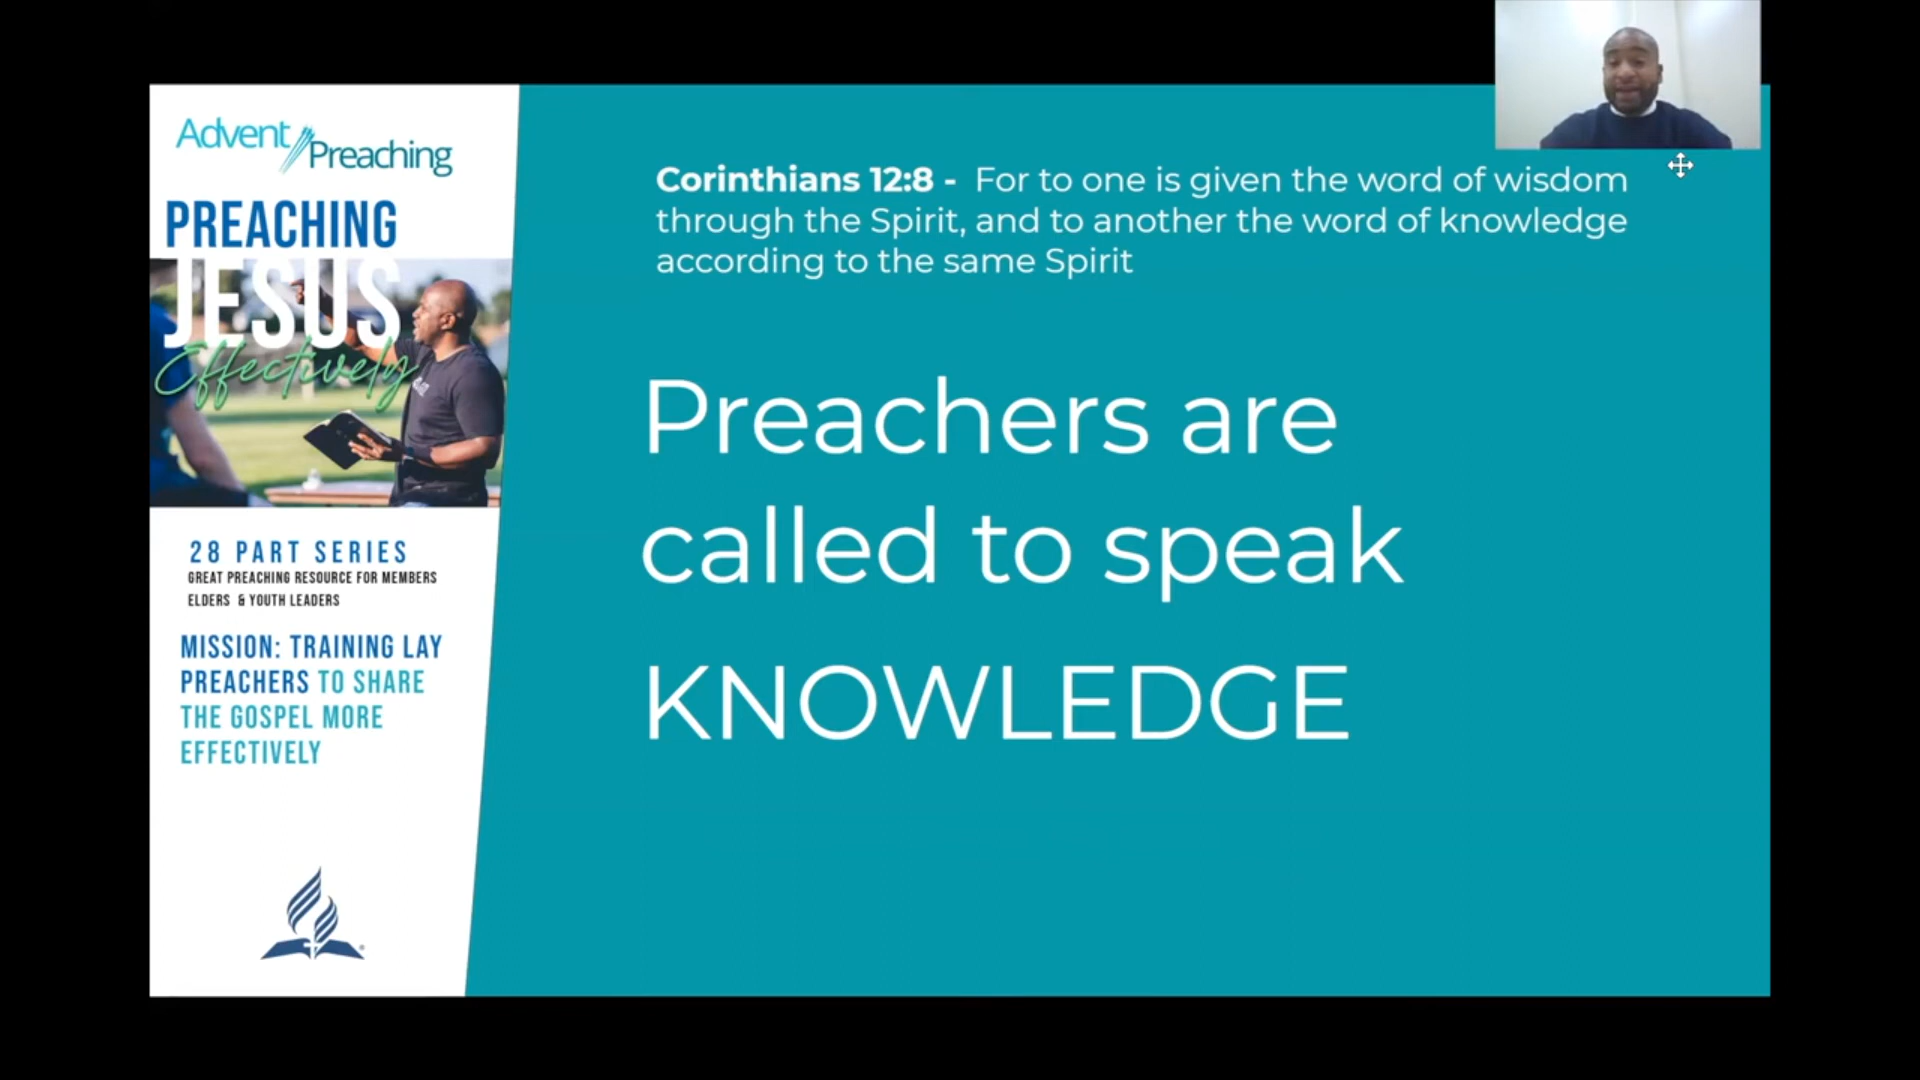 Advent
Preaching
PREACHING
JESUS
Effectively
28 PART SERIES
GREAT PREACHING RESOURCE FOR MEMBERS
ELDERS & YOUTH LEADERS
MISSION: TRAINING LAY
PREACHERS TO SHARE
THE GOSPEL MORE
EFFECTIVELY
Corinthians 12:8 - For to one is given the word of wisdom
through the Spirit, and to another the word of knowledge
according to the same Spirit
Preachers are
called to speak
KNOWLEDGE